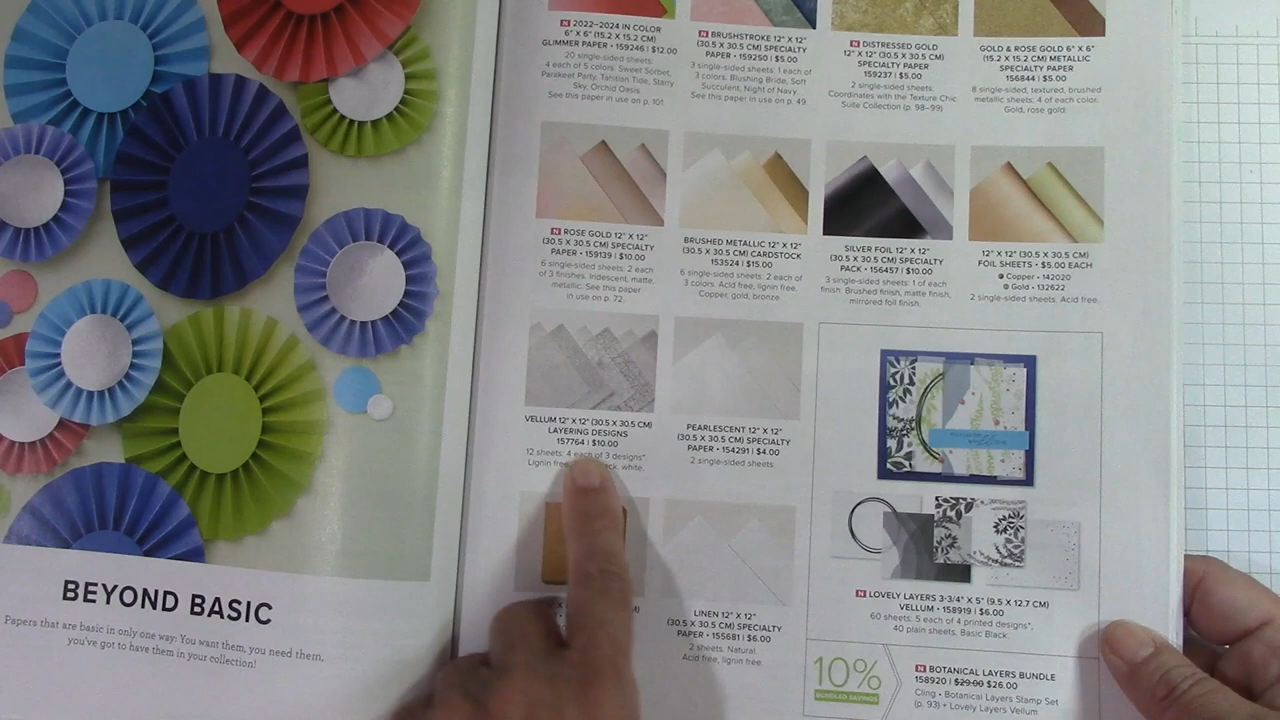 BEYOND BASIC
Papers that are basic in only one way: You want them, you need them,
you've got to have them in your collection!
N 2022–2024 IN COLOR
6" X 6" (15.2 X 15.2 CM)
GLIMMER PAPER • 159246 | $12.00
20 single-sided sheets:
4 each of 5 colors. Sweet Sorbet,
Parakeet Party, Tahitian Tide, Starry
Sky, Orchid Oasis.
See this paper in use on p. 101.
N BRUSHSTROKE 12" X 12"
(30.5 X 30.5 CM) SPECIALTY
PAPER • 159250 | $5.00
3 single-sided sheets: 1 each of
3 colors. Blushing Bride, Soft
Succulent, Night of Navy.
See this paper in use on p. 49.
N DISTRESSED GOLD
12" X 12" (30.5 X 30.5 CM)
SPECIALTY PAPER
159237 | $5.00
2 single-sided sheets:
Coordinates with the Texture Chic
Suite Collection (p. 98–99)
GOLD & ROSE GOLD 6" X 6"
(15.2 X 15.2 CM) METALLIC
SPECIALTY PAPER
156844 | $5.00
8 single-sided, textured, brushed
metallic sheets: 4 of each color.
Gold, rose gold.
N ROSE GOLD 12" X 12"
(30.5 X 30.5 CM) SPECIALTY
PAPER • 159139 | $10.00
6 single-sided sheets: 2 each
of 3 finishes. Iridescent, matte,
metallic. See this paper
in use on p. 72.
BRUSHED METALLIC 12" X 12"
(30.5 X 30.5 CM) CARDSTOCK
153524 | $15.00
6 single-sided sheets: 2 each of
3 colors. Acid free, lignin free.
Copper, gold, bronze.
SILVER FOIL 12" X 12"
(30.5 X 30.5 CM) SPECIALTY
PACK • 156457 | $10.00
3 single-sided sheets: 1 of each
finish. Brushed finish, matte finish,
mirrored foil finish.
12" X 12" (30.5 X 30.5 CM)
FOIL SHEETS • $5.00 EACH
Copper • 142020
Gold • 132622
2 single-sided sheets. Acid free.
VELLUM 12" X 12" (30.5 X 30.5 CM)
LAYERING DESIGNS
157764 | $10.00
12 sheets: 4 each of 3 designs*.
Lignin white.
PEARLESCENT 12" X 12"
(30.5 X 30.5 CM) SPECIALTY
PAPER • 154291 | $4.00
2 single-sided sheets
LINEN 12" X 12"
(30.5 X 30.5 CM) SPECIALTY
PAPER • 155681 | $6.00
2 sheets. Natural.
Acid free, lignin free.
N LOVELY LAYERS 3-3/4" X 5" (9.5 X 12.7 CM)
VELLUM • 158919 | $6.00
60 sheets: 5 each of 4 printed designs*,
40 plain sheets. Basic Black.
10%
BUNDLED SAVINGS
N BOTANICAL LAYERS BUNDLE
158920 | $29.00 $26.00
Cling • Botanical Layers Stamp Set
(p. 93) + Lovely Layers Vellum